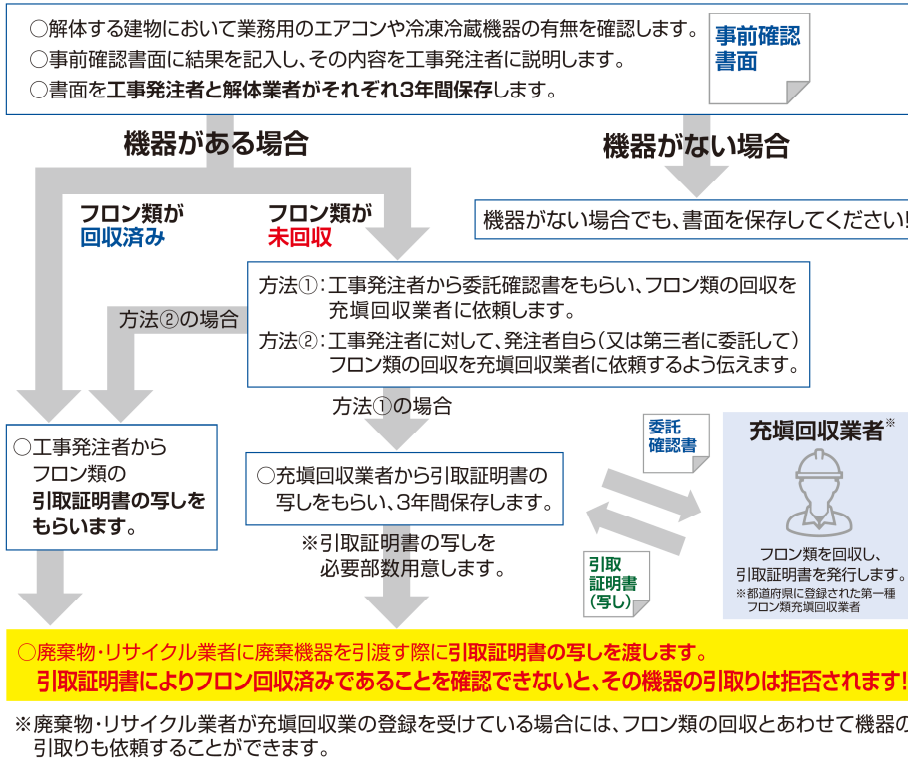 ○解体する建物において業務用のエアコンや冷凍冷蔵機器の有無を確認します。
○事前確認書面に結果を記入し、その内容を工事発注者に説明します。
○書面を工事発注者と解体業者がそれぞれ3年間保存します。
事前確認
書面
機器がある場合
機器がない場合
フロン類が
回収済み
フロン類が
未回収
機器がない場合でも、書面を保存してください!
方法①:工事発注者から委託確認書をもらい、フロン類の回収を
充塡回収業者に依頼します。
方法②:工事発注者に対して、発注者自ら(又は第三者に委託して)
フロン類の回収を充塡回収業者に依頼するよう伝えます。
方法②の場合
方法①の場合
○工事発注者から
フロン類の
引取証明書の写しを
もらいます。
○充塡回収業者から引取証明書の
写しをもらい、3年間保存します。
※引取証明書の写しを
必要部数用意します。
委託
確認書
引取
証明書
(写し)
充塡回収業者※
フロン類を回収し、
引取証明書を発行します。
※都道府県に登録された第一種
フロン類充塡回収業者
○廃棄物・リサイクル業者に廃棄機器を引渡す際に引取証明書の写しを渡します。
引取証明書によりフロン回収済みであることを確認できないと、その機器の引取りは拒否されます!
※廃棄物・リサイクル業者が充塡回収業の登録を受けている場合には、フロン類の回収とあわせて機器の
引取りも依頼することができます。